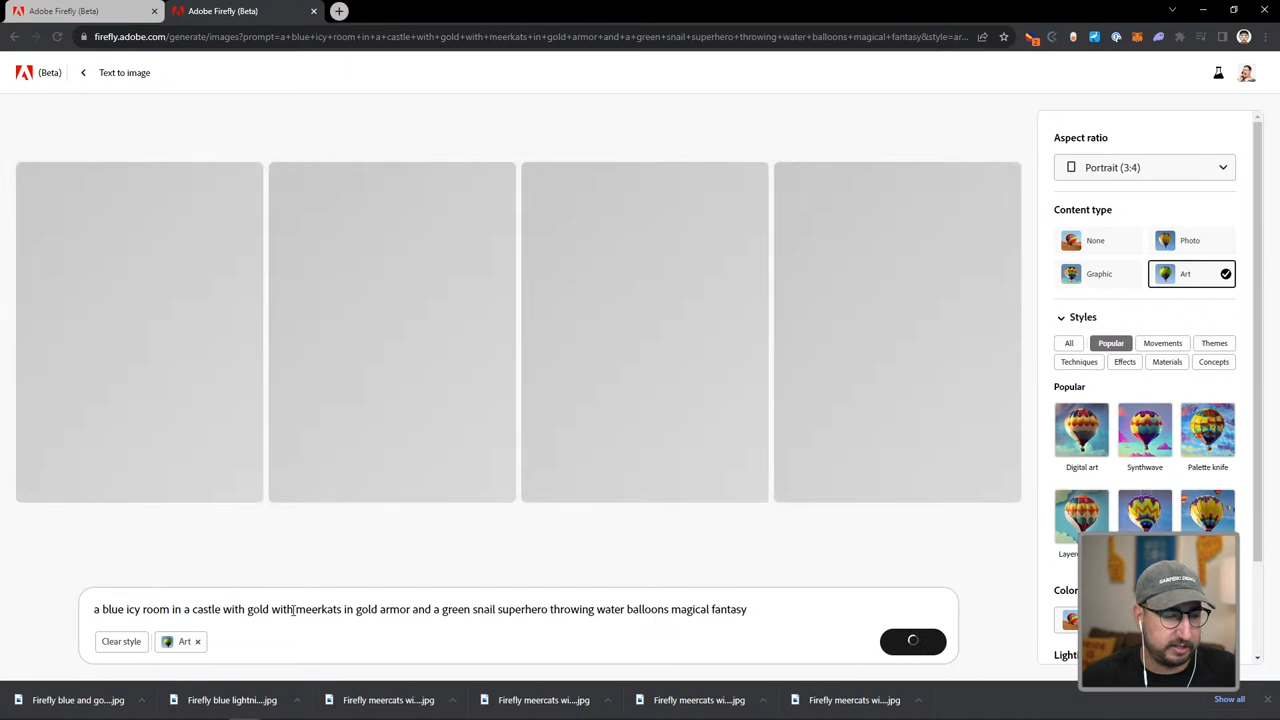 Adobe Firefly (Beta)
Adobe Firefly (Beta)
firefly.adobe.com/generate/images?prompt=a+blue+icy+room+in+a+castle+with+gold+with+meerkats+in+gold+armor+and+a+green+snail+superhero+throwing+water+balloons+magical+fantasy&style=ar...
(Beta)
Text to image
Aspect ratio
Portrait (3:4)
Content type
None
Photo
Graphic
Art
Styles
All
Popular
Movements
Themes
Techniques
Effects
Materials
Concepts
Popular
Digital art
Synthwave
Palette knife
a blue icy room in a castle with gold with meerkats in gold armor and a green snail superhero throwing water balloons magical fantasy
Clear style
Art
Firefly blue and go....jpg
Firefly blue lightni....jpg
Firefly meercats wi....jpg
Firefly meercats wi....jpg
Firefly meercats wi....jpg
Firefly meercats wi....jpg
Show all